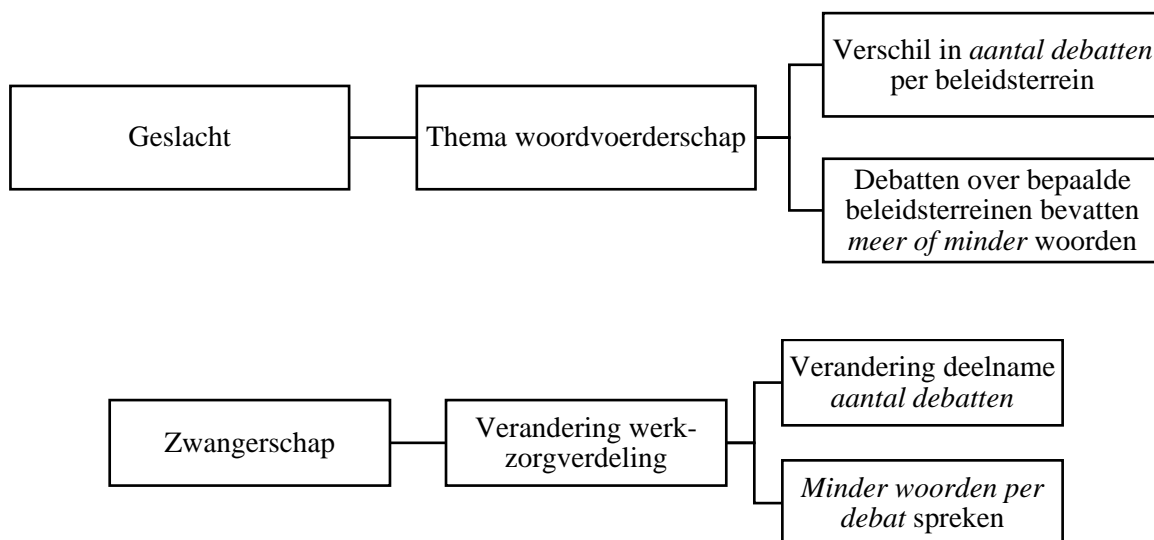 Geslacht
Thema woordvoerderschap
Verschil in aantal debatten
per beleidsterrein
Debatten over bepaalde
beleidsterreinen bevatten
meer of minder woorden
Zwangerschap
Verandering werk-
zorgverdeling
Verandering deelname
aantal debatten
Minder woorden per
debat spreken